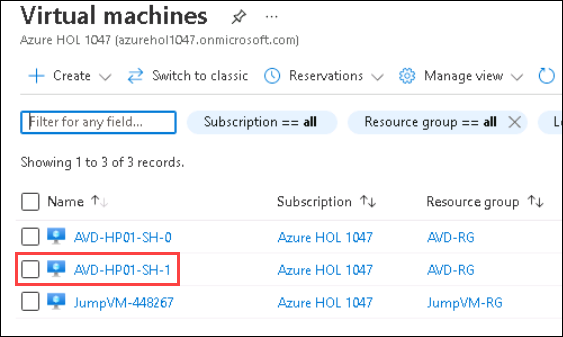 Virtual machines ...
Azure HOL 1047 (azurehol1047.onmicrosoft.com)
+ Create Switch to classic Reservations Manage view
Filter for any field... Subscription == all Resource group == all Lo
Showing 1 to 3 of 3 records.
Name ↑↓ Subscription ↑↓ Resource group ↑↓
AVD-HP01-SH-0 Azure HOL 1047 AVD-RG
AVD-HP01-SH-1 Azure HOL 1047 AVD-RG
JumpVM-448267 Azure HOL 1047 JumpVM-RG